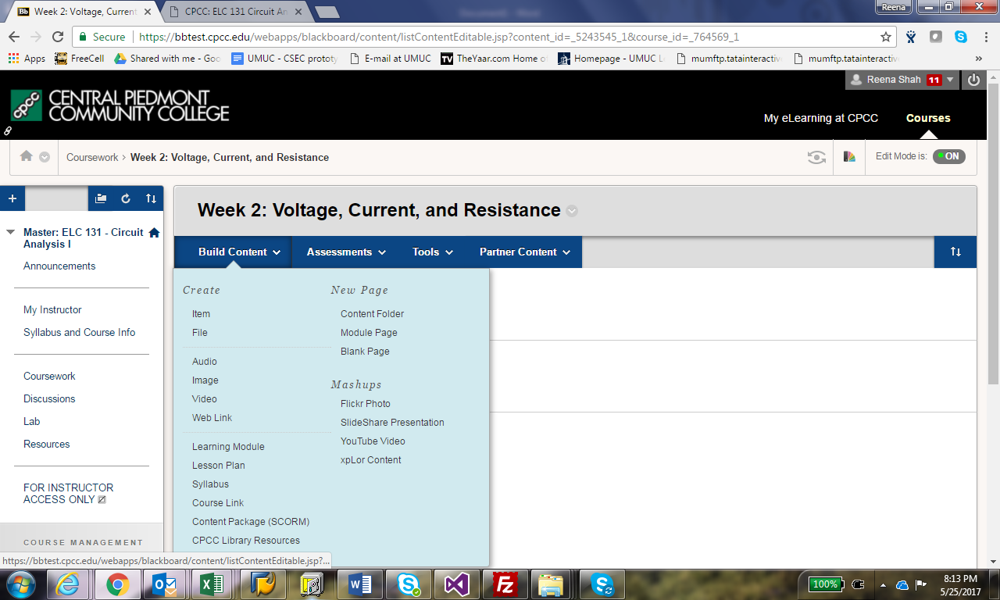 Reena
Week 2: Voltage, Current
CPCC: ELC 131 Circuit An
Secure
https://bbtest.cpcc.edu/webapps/blackboard/content/listContentEditable.jsp?content_id=_5243545_1&course_id=_764569_1
Apps
FreeCell
Shared with me - Goo
UMUC - CSEC prototy
E-mail at UMUC
TheYaar.com Home o
Homepage - UMUC L
mumftp.tatainteractiv
mumftp.tatainteractiv
Reena Shah 11
cpcc
CENTRAL PIEDMONT
COMMUNITY COLLEGE
My eLearning at CPCC
Courses
Coursework > Week 2: Voltage, Current, and Resistance
Edit Mode is: ON
Master: ELC 131 - Circuit
Analysis I
Announcements
My Instructor
Syllabus and Course Info
Coursework
Discussions
Lab
Resources
FOR INSTRUCTOR
ACCESS ONLY
COURSE MANAGEMENT
Week 2: Voltage, Current, and Resistance
Build Content
Assessments
Tools
Partner Content
Create
Item
File
Audio
Image
Video
Web Link
Learning Module
Lesson Plan
Syllabus
Course Link
Content Package (SCORM)
CPCC Library Resources
New Page
Content Folder
Module Page
Blank Page
Mashups
Flickr Photo
SlideShare Presentation
YouTube Video
xpLor Content
https://bbtest.cpcc.edu/webapps/blackboard/content/listContentEditable.jsp?...
100%
8:13 PM
5/25/2017